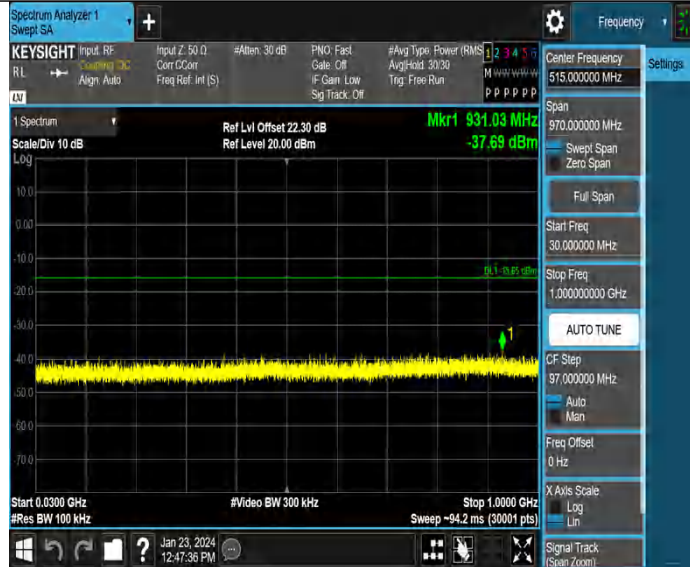 Spectrum Analyzer 1
Swept SA
Frequency
KEYSIGHT
RL
Input: RF
Coupling: DC
Align: Auto
Input Z: 50 Ω
Corr CCorr
Freq Ref: Int (S)
#Atten: 30 dB
PNO: Fast
Gate: Off
IF Gain: Low
Sig Track: Off
#Avg Type: Power (RMS
Avg|Hold: 30/30
Trig: Free Run
1 2 3 4 5 6
M W W W W W
P P P P P P
LXI
1 Spectrum
Scale/Div 10 dB
Log
Ref Lvl Offset 22.30 dB
Ref Level 20.00 dBm
Mkr1 931.03 MHz
-37.69 dBm
10.0
0.00
-10.0
-20.0
-30.0
-40.0
-50.0
-60.0
-70.0
1
Start 0.0300 GHz
#Res BW 100 kHz
#Video BW 300 kHz
Stop 1.0000 GHz
Sweep ~94.2 ms (30001 pts)
Jan 23, 2024
12:47:36 PM
Center Frequency
515.000000 MHz
Settings
Span
970.000000 MHz
Swept Span
Zero Span
Full Span
Start Freq
30.000000 MHz
Stop Freq
1.000000000 GHz
AUTO TUNE
CF Step
97.000000 MHz
Auto
Man
Freq Offset
0 Hz
X Axis Scale
Log
Lin
Signal Track
(Span Zoom)